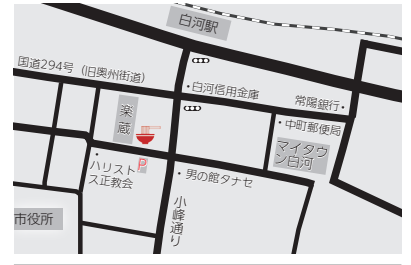 白河駅
国道294号（旧奥州街道）
・白河信用金庫
常陽銀行・
楽蔵
・中町郵便局
マイタウ
ン白河
P
・
ハリスト
ス正教会
・男の館タナセ
市役所
小峰通り